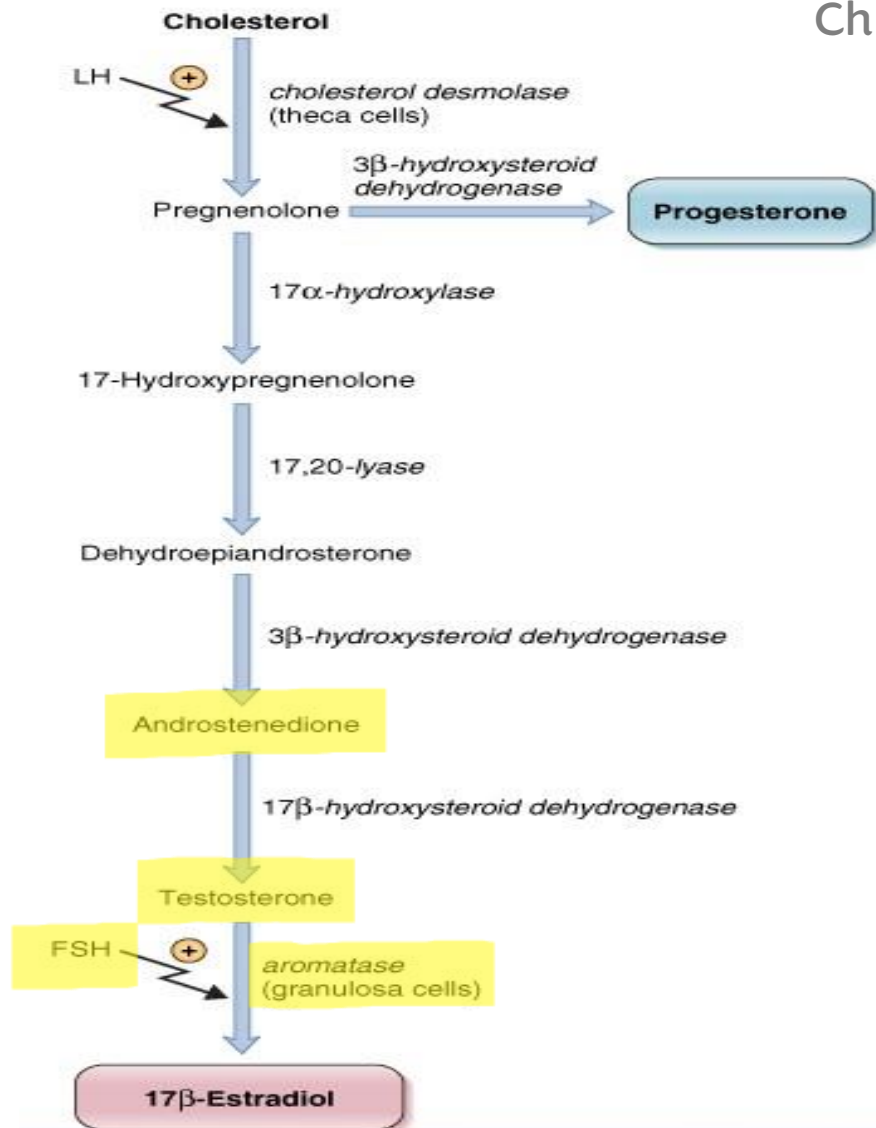 Ch
Cholesterol
LH
+
cholesterol desmolase
(theca cells)
3β-hydroxysteroid
dehydrogenase
Pregnenolone
Progesterone
17α-hydroxylase
17-Hydroxypregnenolone
17,20-lyase
Dehydroepiandrosterone
3β-hydroxysteroid dehydrogenase
Androstenedione
17β-hydroxysteroid dehydrogenase
Testosterone
FSH
+
aromatase
(granulosa cells)
17β-Estradiol